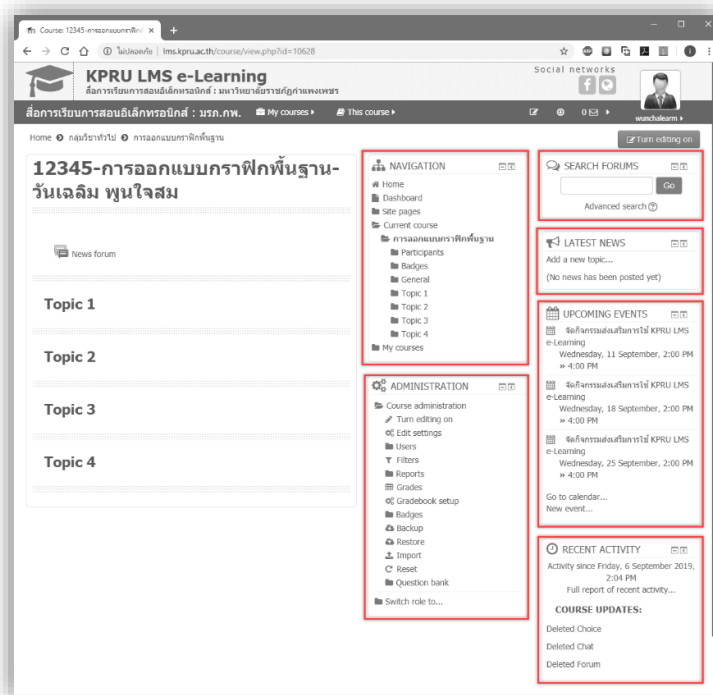 Course: 12345-การออกแบบกราฟิก
ไม่ปลอดภัย | lms.kpru.ac.th/course/view.php?id=10628
KPRU LMS e-Learning
สื่อการเรียนการสอนอิเล็กทรอนิกส์ : มหาวิทยาลัยราชภัฏกำแพงเพชร
Social networks
สื่อการเรียนการสอนอิเล็กทรอนิกส์ : มรภ.กพ. My courses This course 0
wunchalearm
Home กลุ่มวิชาทั่วไป การออกแบบกราฟิกพื้นฐาน
Turn editing on
12345-การออกแบบกราฟิกพื้นฐาน-
วันเฉลิม พูนใจสม
News forum
Topic 1
Topic 2
Topic 3
Topic 4
NAVIGATION
Home
Dashboard
Site pages
Current course
การออกแบบกราฟิกพื้นฐาน
Participants
Badges
General
Topic 1
Topic 2
Topic 3
Topic 4
My courses
ADMINISTRATION
Course administration
Turn editing on
Edit settings
Users
Filters
Reports
Grades
Gradebook setup
Badges
Backup
Restore
Import
Reset
Question bank
Switch role to...
SEARCH FORUMS
Go
Advanced search
LATEST NEWS
Add a new topic...
(No news has been posted yet)
UPCOMING EVENTS
จัดกิจกรรมส่งเสริมการใช้ KPRU LMS
e-Learning
Wednesday, 11 September, 2:00 PM
» 4:00 PM
จัดกิจกรรมส่งเสริมการใช้ KPRU LMS
e-Learning
Wednesday, 18 September, 2:00 PM
» 4:00 PM
จัดกิจกรรมส่งเสริมการใช้ KPRU LMS
e-Learning
Wednesday, 25 September, 2:00 PM
» 4:00 PM
Go to calendar...
New event...
RECENT ACTIVITY
Activity since Friday, 6 September 2019,
2:04 PM
Full report of recent activity...
COURSE UPDATES:
Deleted Choice
Deleted Chat
Deleted Forum